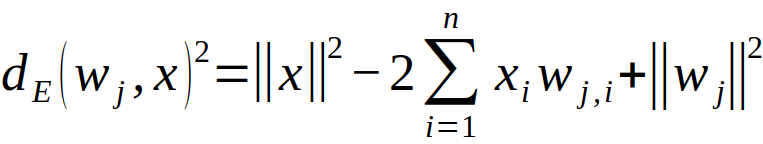 d_E(w_j, x)^2 = ||x||^2 − 2 ∑_{i=1}^{n} x_i w_{j,i} + ||w_j||^2